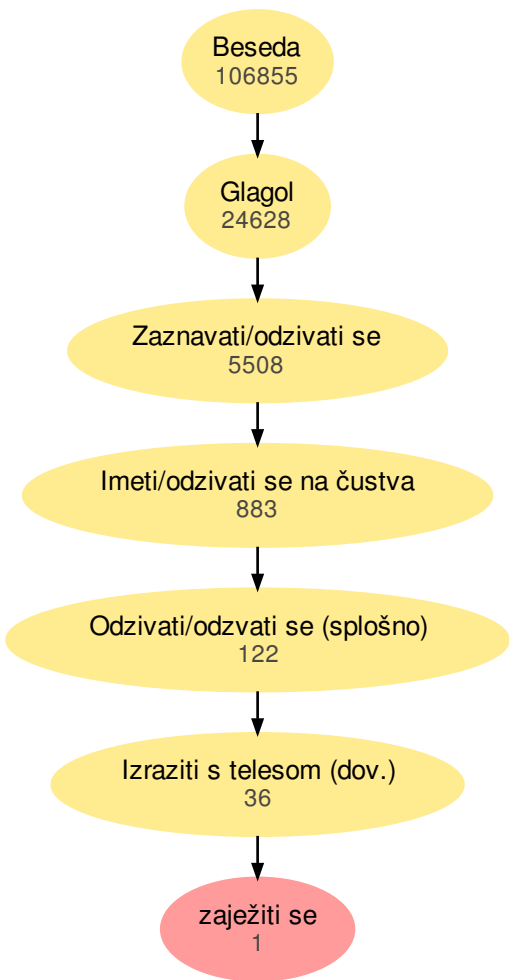 Beseda
106855
Glagol
24628
Zaznavati/odzivati se
5508
Imeti/odzivati se na čustva
883
Odzivati/odzvati se (splošno)
122
Izraziti s telesom (dov.)
36
zaježiti se
1